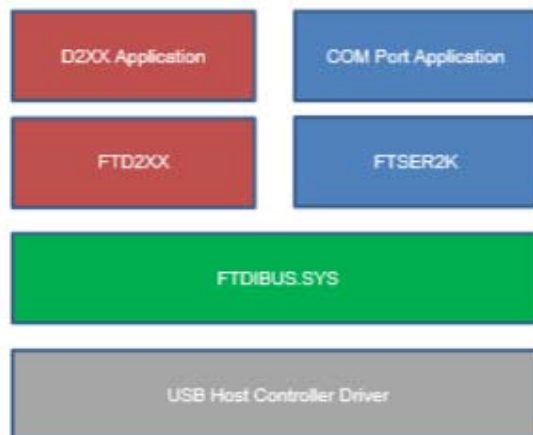 D2XX Application
COM Port Application
FTD2XX
FTSER2K
FTDIBUS.SYS
USB Host Controller Driver